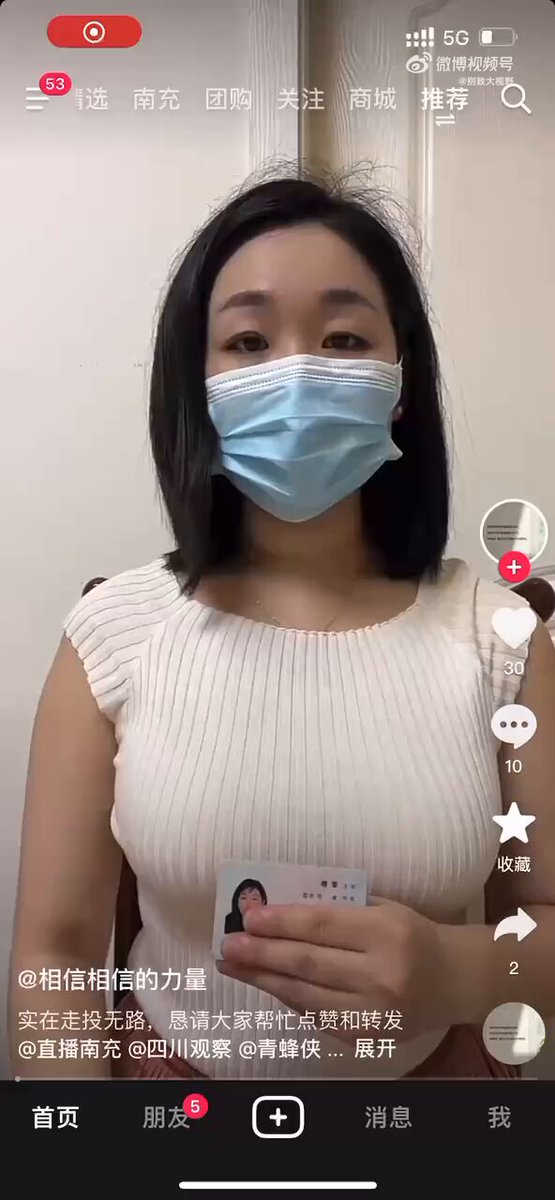 5G
微博视频号
@别致大视野
53
精选 南充 团购 关注 商城 推荐
30
10
收藏
2
@相信相信的力量
实在走投无路，恳请大家帮忙点赞和转发
@直播南充 @四川观察 @青蜂侠 ... 展开
首页 朋友 5 消息 我